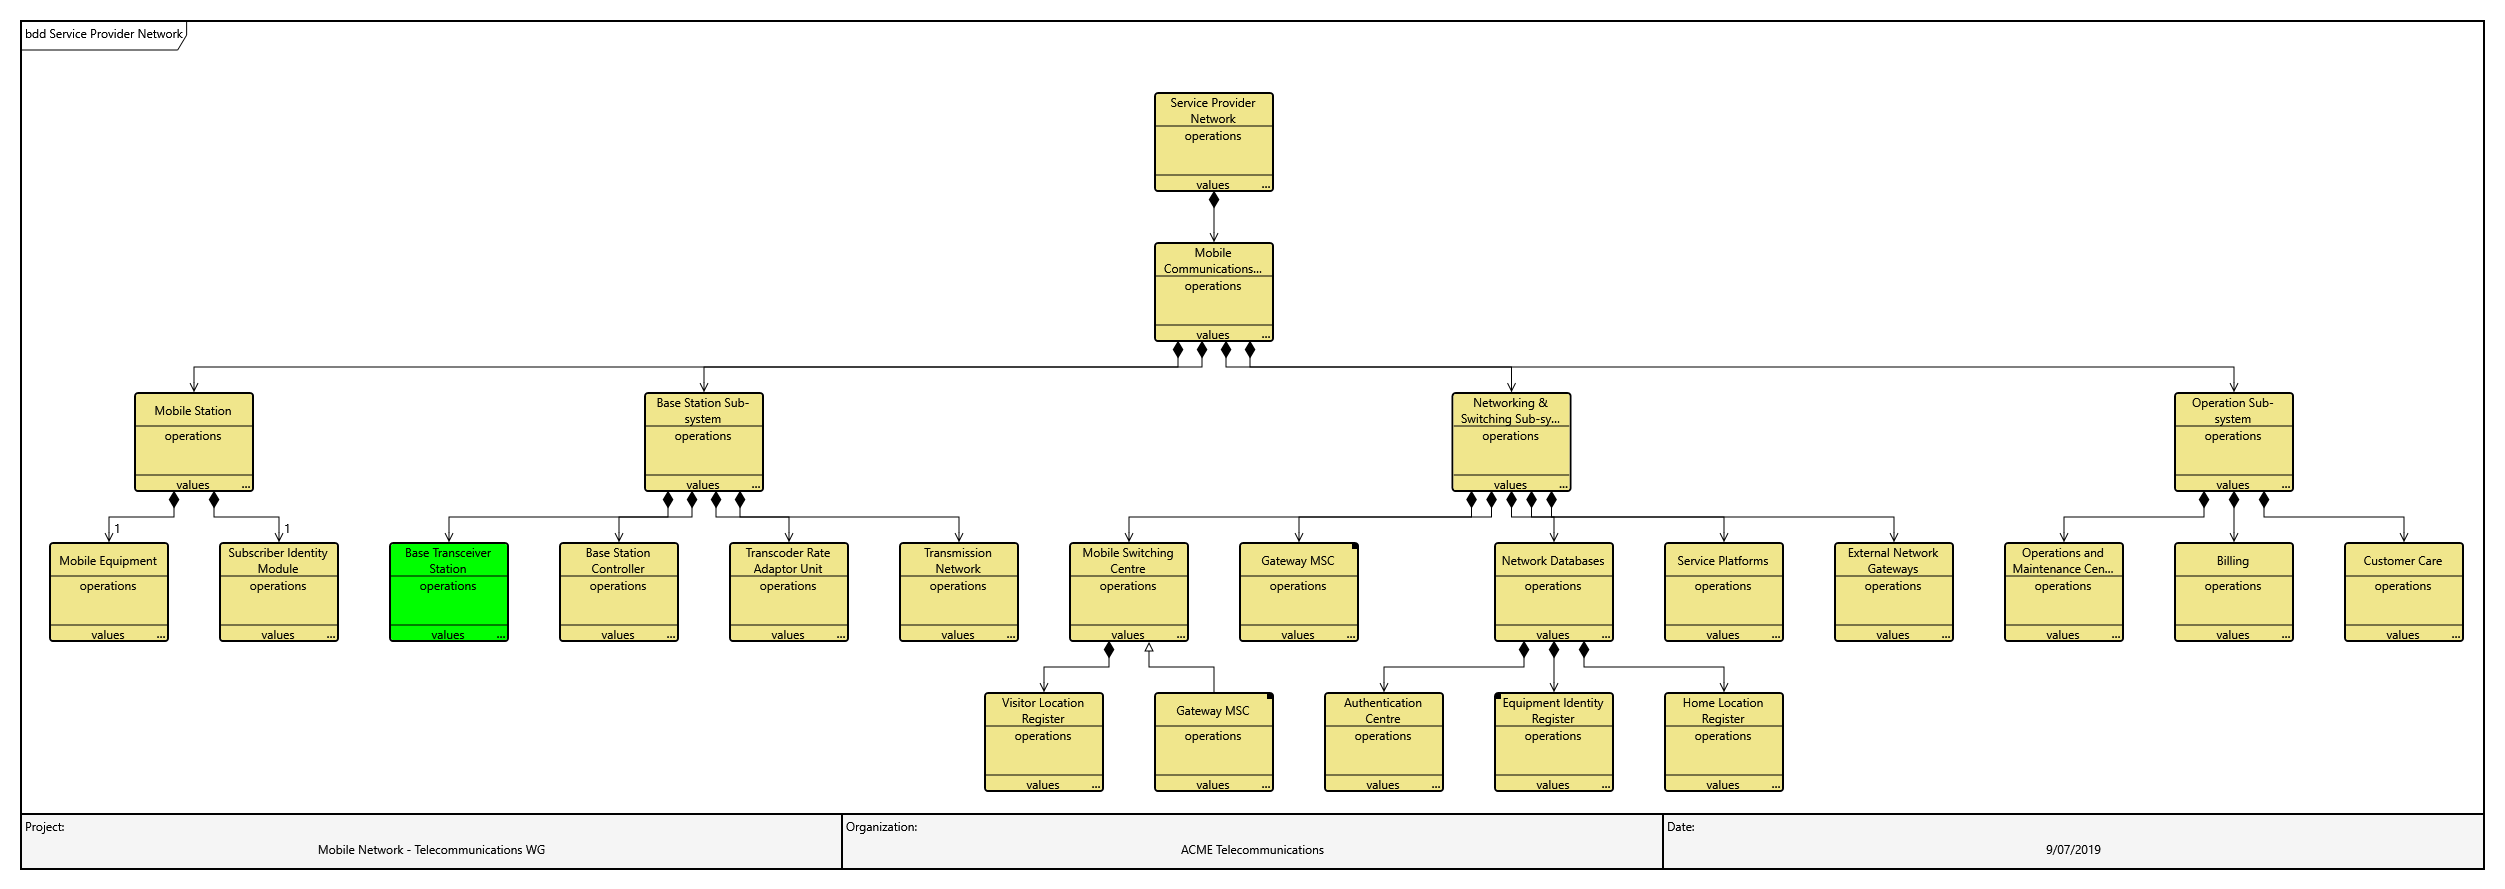 bdd Service Provider Network
Service Provider
Network
operations
values
...
Mobile
Communications...
operations
values
...
Mobile Station
operations
values
...
Base Station Sub-
system
operations
values
...
Networking &
Switching Sub-sy...
operations
values
...
Operation Sub-
system
operations
values
...
1
1
Mobile Equipment
operations
values
...
Subscriber Identity
Module
operations
values
...
Base Transceiver
Station
operations
values
...
Base Station
Controller
operations
values
...
Transcoder Rate
Adaptor Unit
operations
values
...
Transmission
Network
operations
values
...
Mobile Switching
Centre
operations
values
...
Gateway MSC
operations
values
...
Network Databases
operations
values
...
Service Platforms
operations
values
...
External Network
Gateways
operations
values
...
Operations and
Maintenance Cen...
operations
values
...
Billing
operations
values
...
Customer Care
operations
values
...
Visitor Location
Register
operations
values
...
Gateway MSC
operations
values
...
Authentication
Centre
operations
values
...
Equipment Identity
Register
operations
values
...
Home Location
Register
operations
values
...
Project:
Mobile Network - Telecommunications WG
Organization:
ACME Telecommunications
Date:
9/07/2019